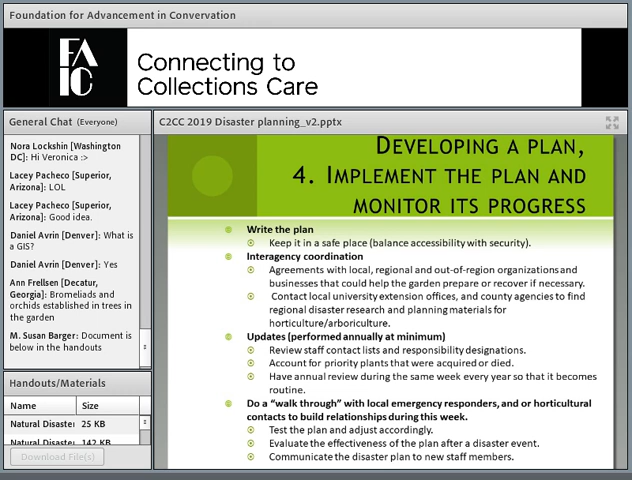 Foundation for Advancement in Convervation
FA
IC
Connecting to
Collections Care
General Chat (Everyone)
Nora Lockshin [Washington
DC]: Hi Veronica :>
Lacey Pacheco [Superior,
Arizona]: LOL
Lacey Pacheco [Superior,
Arizona]: Good idea.
Daniel Avrin [Denver]: What is
a GIS?
Daniel Avrin [Denver]: Yes
Ann Frellsen [Decatur,
Georgia]: Bromeliads and
orchids established in trees in
the garden
M. Susan Barger: Document is
below in the handouts
Handouts/Materials
Name Size
Natural Disaster 25 KB
Natural Disaster 142 KB
Download File(s)
C2CC 2019 Disaster planning_v2.pptx
DEVELOPING A PLAN,
4. IMPLEMENT THE PLAN AND
MONITOR ITS PROGRESS
Write the plan
Keep it in a safe place (balance accessibility with security).
Interagency coordination
Agreements with local, regional and out-of-region organizations and
businesses that could help the garden prepare or recover if necessary.
Contact local university extension offices, and county agencies to find
regional disaster research and planning materials for
horticulture/arboriculture.
Updates (performed annually at minimum)
Review staff contact lists and responsibility designations.
Account for priority plants that were acquired or died.
Have annual review during the same week every year so that it becomes
routine.
Do a “walk through” with local emergency responders, and or horticultural
contacts to build relationships during this week.
Test the plan and adjust accordingly.
Evaluate the effectiveness of the plan after a disaster event.
Communicate the disaster plan to new staff members.